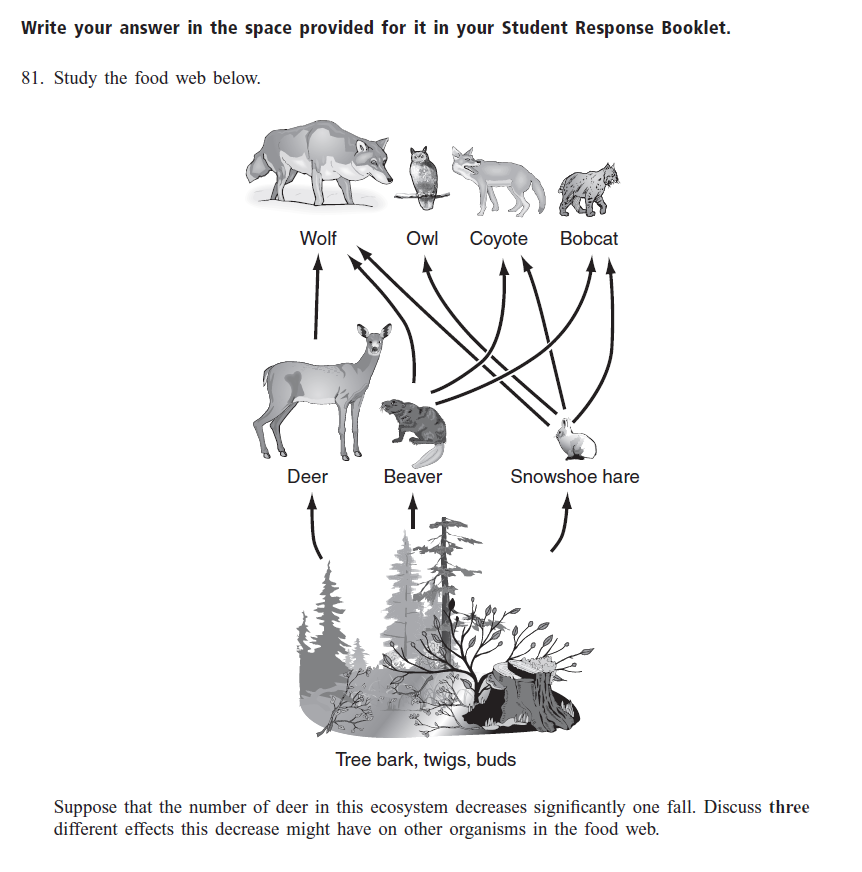 Write your answer in the space provided for it in your Student Response Booklet.
81. Study the food web below.
Wolf Owl Coyote Bobcat
Deer Beaver Snowshoe hare
Tree bark, twigs, buds
Suppose that the number of deer in this ecosystem decreases significantly one fall. Discuss three
different effects this decrease might have on other organisms in the food web.